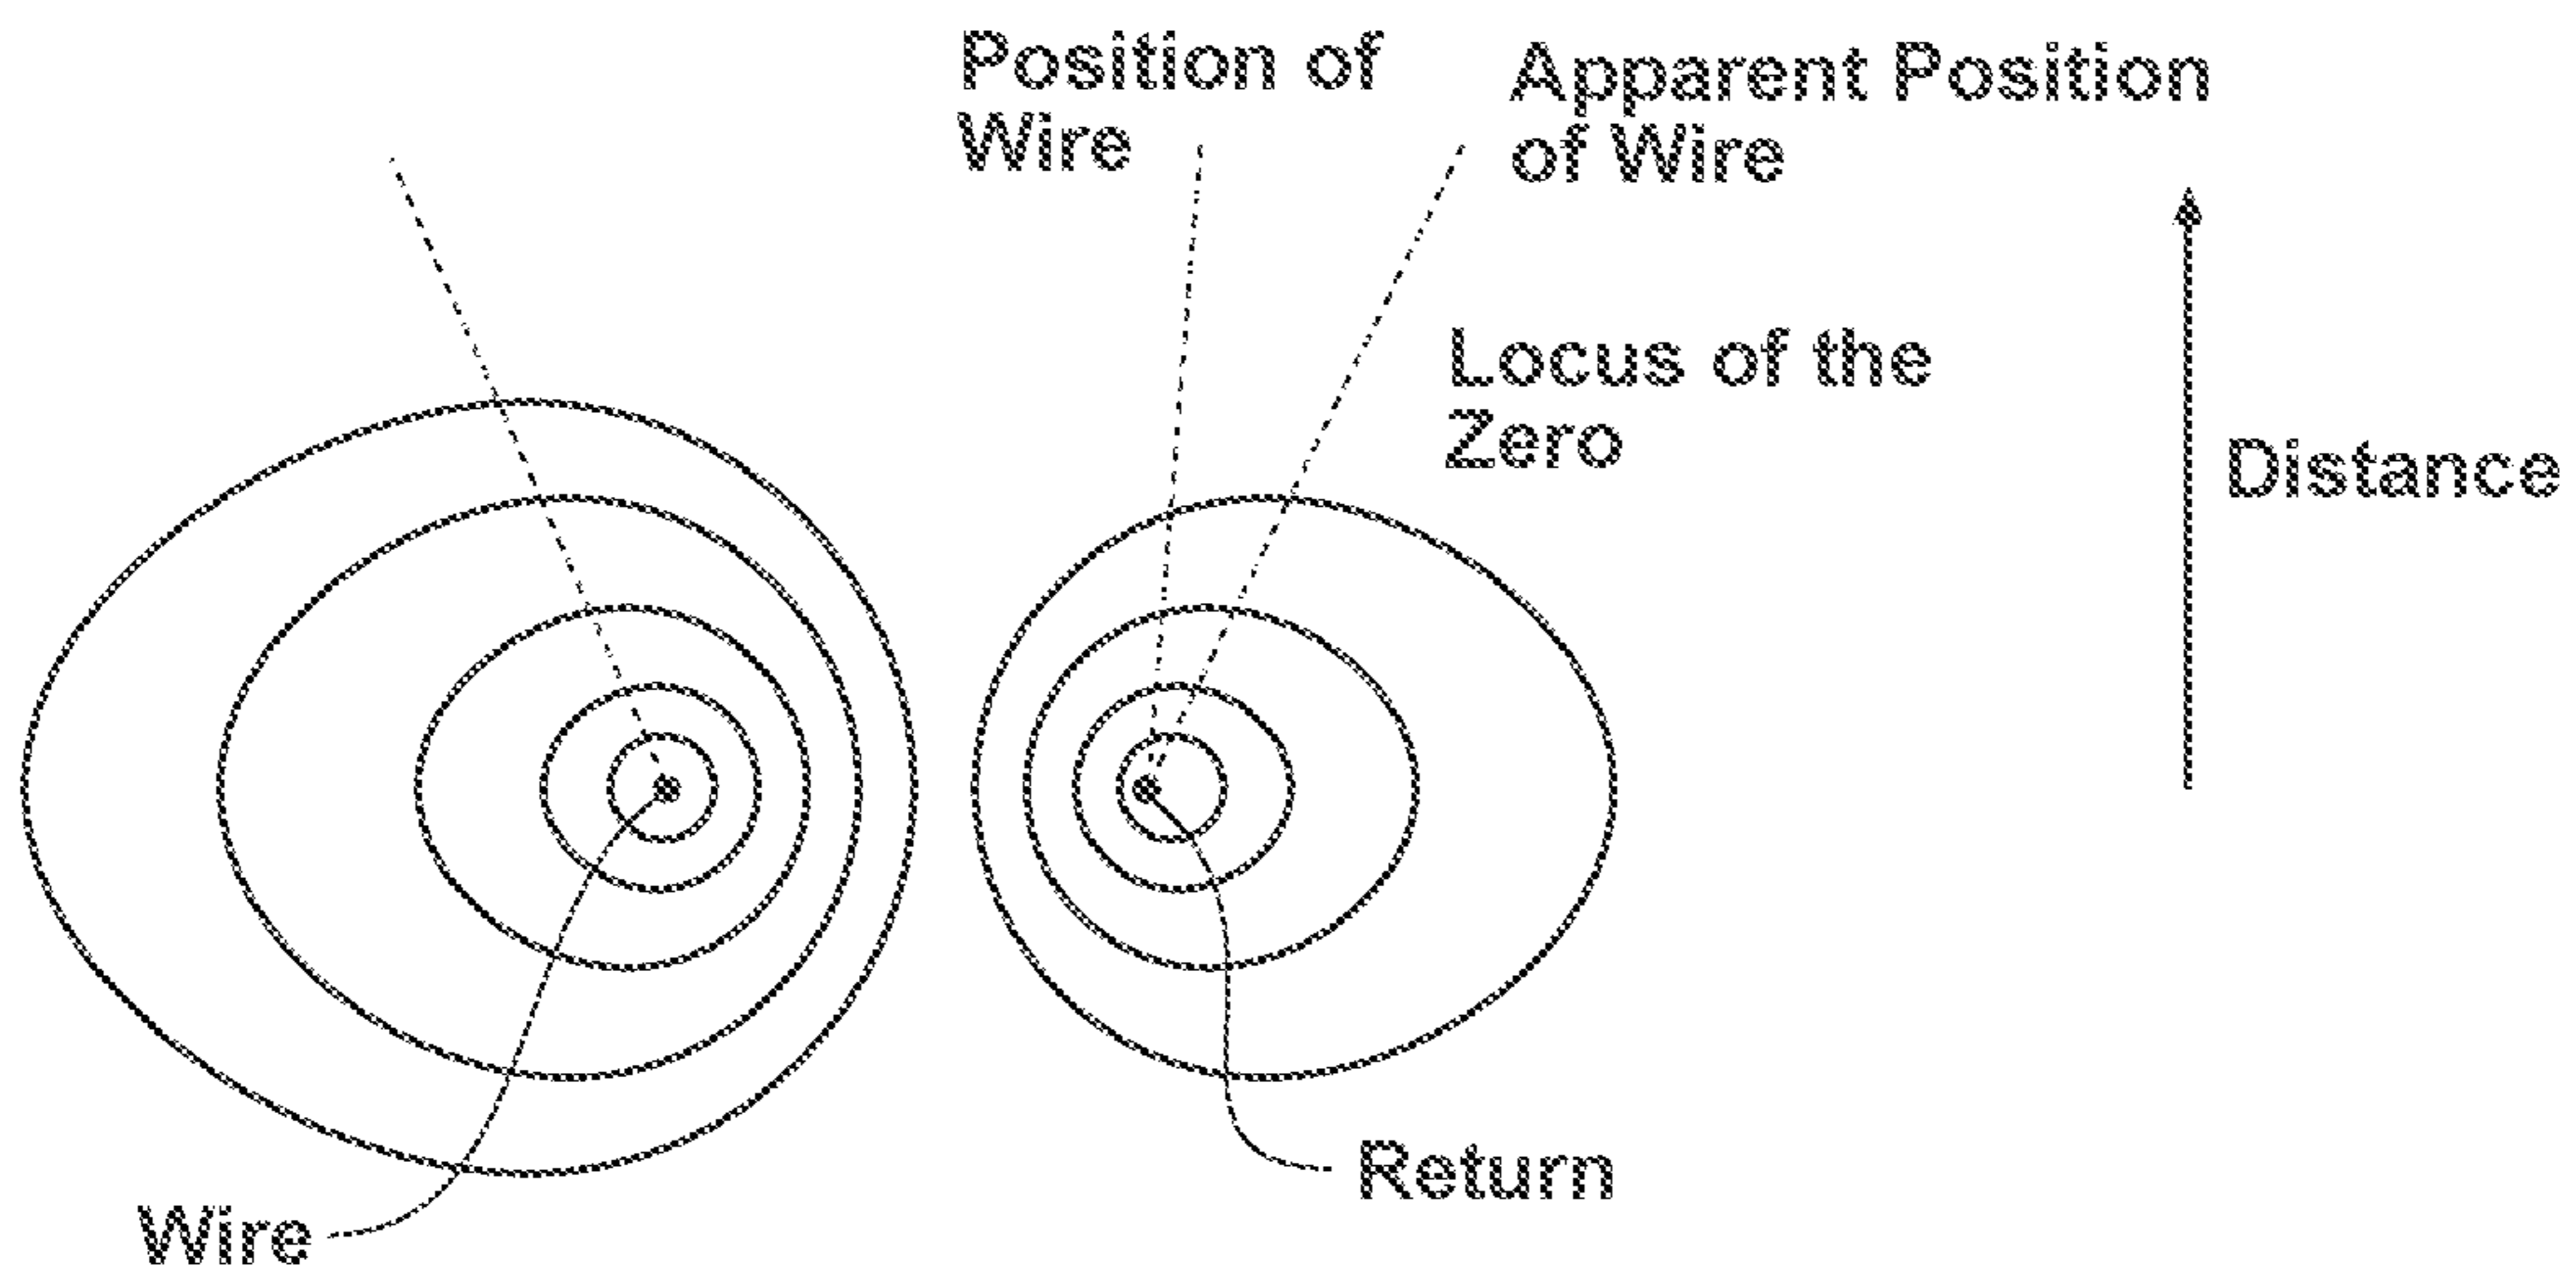 Position of
Wire
Apparent Position
of Wire
Locus of the
Zero
Distance
Return
Wire